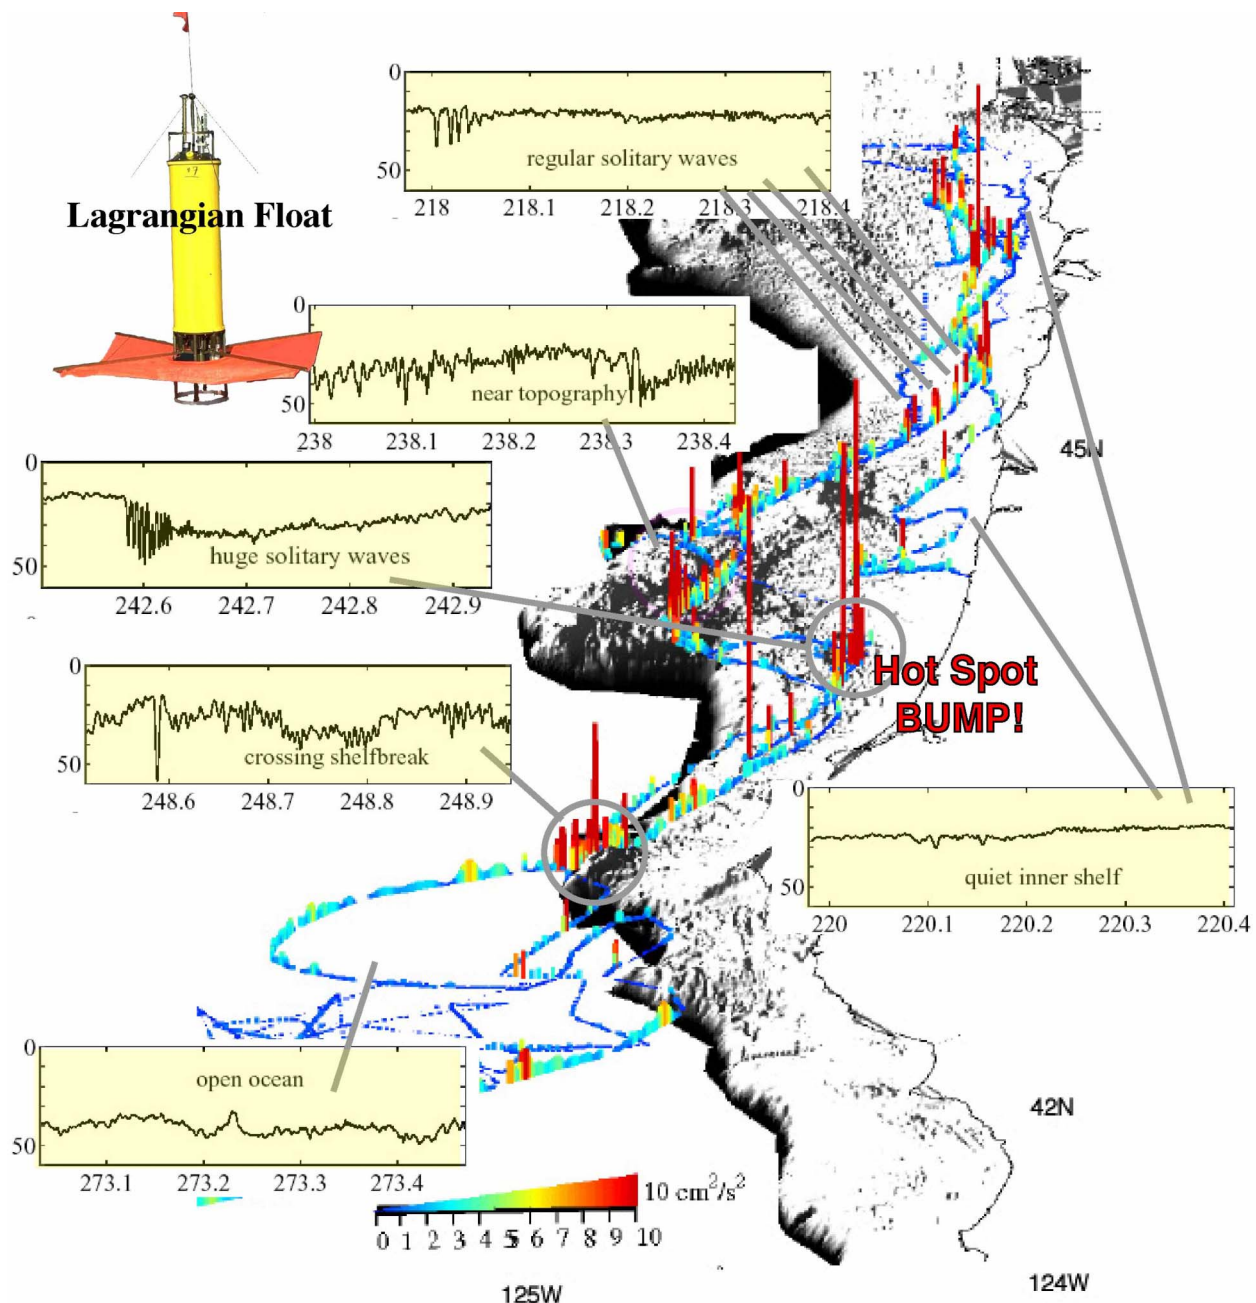 0
50
regular solitary waves
218 218.1 218.2 218.3 218.4
Lagrangian Float
0
50
near topography
238 238.1 238.2 238.3 238.4
45N
0
50
huge solitary waves
242.6 242.7 242.8 242.9
0
50
crossing shelfbreak
248.6 248.7 248.8 248.9
Hot Spot
BUMP!
0
50
quiet inner shelf
220 220.1 220.2 220.3 220.4
0
50
open ocean
273.1 273.2 273.3 273.4
42N
10 cm²/s²
0 1 2 3 4 5 6 7 8 9 10
125W
124W